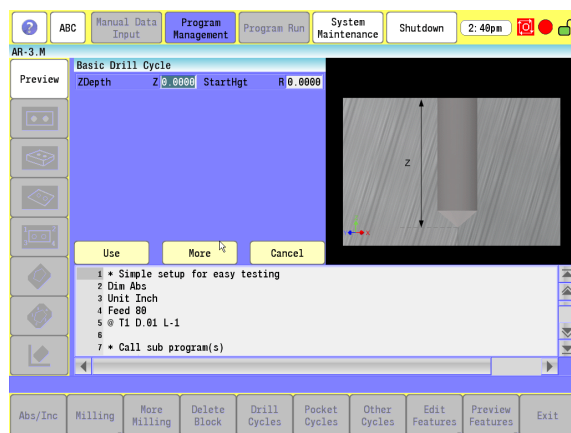 ? ABC Manual Data Input Program Management Program Run System Maintenance Shutdown 2:40pm
AR-3.M
Preview
Basic Drill Cycle
ZDepth Z 0.0000 StartHgt R 0.0000
Z
Y X
Use More Cancel
1 * Simple setup for easy testing
2 Dim Abs
3 Unit Inch
4 Feed 80
5 @ T1 D.01 L-1
6
7 * Call sub program(s)
Abs/Inc Milling More Milling Delete Block Drill Cycles Pocket Cycles Other Cycles Edit Features Preview Features Exit